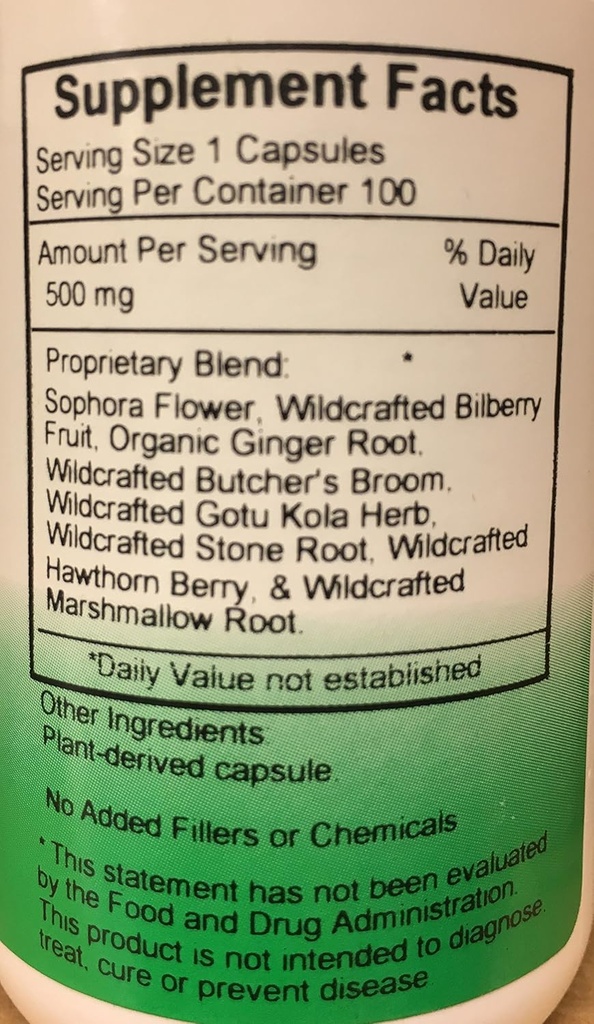 Supplement Facts
Serving Size 1 Capsules
Serving Per Container 100
Amount Per Serving % Daily
500 mg Value
Proprietary Blend: *
Sophora Flower, Wildcrafted Bilberry
Fruit, Organic Ginger Root,
Wildcrafted Butcher's Broom,
Wildcrafted Gotu Kola Herb,
Wildcrafted Stone Root, Wildcrafted
Hawthorn Berry, & Wildcrafted
Marshmallow Root.
*Daily Value not established
Other Ingredients:
Plant-derived capsule.
No Added Fillers or Chemicals
* This statement has not been evaluated
by the Food and Drug Administration.
This product is not intended to diagnose,
treat, cure or prevent disease